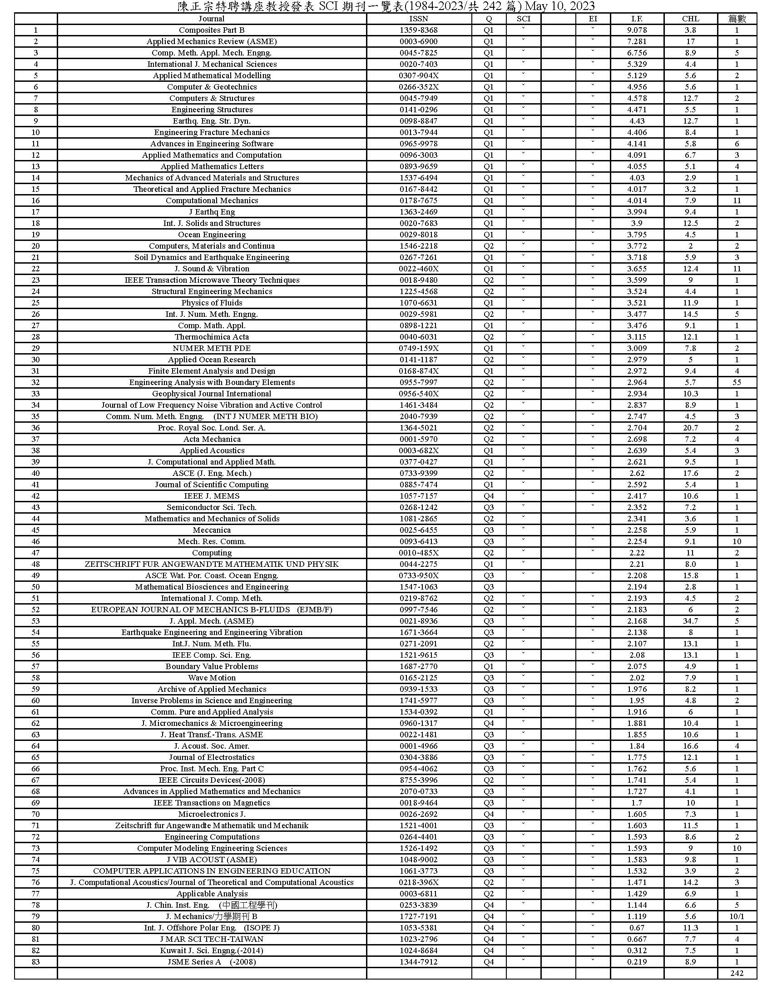 陳正宗特聘講座教授發表 SCI 期刊一覽表(1984-2023/共 242 篇) May 10, 2023
Journal ISSN Q SCI EI I.F. CHL 篇數
1 Composites Part B 1359-8368 Q1 ˇ ˇ 9.078 3.8 1
2 Applied Mechanics Review (ASME) 0003-6900 Q1 ˇ ˇ 7.281 17 1
3 Comp. Meth. Appl. Mech. Engng. 0045-7825 Q1 ˇ ˇ 6.756 8.9 5
4 International J. Mechanical Sciences 0020-7403 Q1 ˇ ˇ 5.329 4.4 1
5 Applied Mathematical Modelling 0307-904X Q1 ˇ ˇ 5.129 5.6 2
6 Computer & Geotechnics 0266-352X Q1 ˇ ˇ 4.956 5.6 1
7 Computers & Structures 0045-7949 Q1 ˇ ˇ 4.578 12.7 2
8 Engineering Structures 0141-0296 Q1 ˇ ˇ 4.471 5.5 1
9 Earthq. Eng. Str. Dyn. 0098-8847 Q1 ˇ ˇ 4.43 12.7 1
10 Engineering Fracture Mechanics 0013-7944 Q1 ˇ ˇ 4.406 8.4 1
11 Advances in Engineering Software 0965-9978 Q1 ˇ ˇ 4.141 5.8 6
12 Applied Mathematics and Computation 0096-3003 Q1 ˇ ˇ 4.091 6.7 3
13 Applied Mathematics Letters 0893-9659 Q1 ˇ ˇ 4.055 5.1 4
14 Mechanics of Advanced Materials and Structures 1537-6494 Q1 ˇ ˇ 4.03 2.9 1
15 Theoretical and Applied Fracture Mechanics 0167-8442 Q1 ˇ ˇ 4.017 3.2 1
16 Computational Mechanics 0178-7675 Q1 ˇ ˇ 4.014 7.9 11
17 J Earthq Eng 1363-2469 Q1 ˇ ˇ 3.994 9.4 1
18 Int. J. Solids and Structures 0020-7683 Q1 ˇ ˇ 3.9 12.5 2
19 Ocean Engineering 0029-8018 Q1 ˇ ˇ 3.795 4.5 1
20 Computers, Materials and Continua 1546-2218 Q2 ˇ ˇ 3.772 2 2
21 Soil Dynamics and Earthquake Engineering 0267-7261 Q1 ˇ ˇ 3.718 5.9 3
22 J. Sound & Vibration 0022-460X Q1 ˇ ˇ 3.655 12.4 11
23 IEEE Transaction Microwave Theory Techniques 0018-9480 Q2 ˇ ˇ 3.599 9 1
24 Structural Engineering Mechanics 1225-4568 Q2 ˇ ˇ 3.524 4.4 1
25 Physics of Fluids 1070-6631 Q1 ˇ ˇ 3.521 11.9 1
26 Int. J. Num. Meth. Engng. 0029-5981 Q2 ˇ ˇ 3.477 14.5 5
27 Comp. Math. Appl. 0898-1221 Q1 ˇ ˇ 3.476 9.1 1
28 Thermochimica Acta 0040-6031 Q2 ˇ ˇ 3.115 12.1 1
29 NUMER METH PDE 0749-159X Q1 ˇ ˇ 3.009 7.8 2
30 Applied Ocean Research 0141-1187 Q2 ˇ ˇ 2.979 5 1
31 Finite Element Analysis and Design 0168-874X Q1 ˇ ˇ 2.972 9.4 4
32 Engineering Analysis with Boundary Elements 0955-7997 Q2 ˇ ˇ 2.964 5.7 55
33 Geophysical Journal International 0956-540X Q2 ˇ ˇ 2.934 10.3 1
34 Journal of Low Frequency Noise Vibration and Active Control 1461-3484 Q2 ˇ ˇ 2.837 8.9 1
35 Comm. Num. Meth. Engng. (INT J NUMER METH BIO) 2040-7939 Q2 ˇ ˇ 2.747 4.5 3
36 Proc. Royal Soc. Lond. Ser. A. 1364-5021 Q2 ˇ ˇ 2.704 20.7 2
37 Acta Mechanica 0001-5970 Q2 ˇ ˇ 2.698 7.2 4
38 Applied Acoustics 0003-682X Q1 ˇ ˇ 2.639 5.4 3
39 J. Computational and Applied Math. 0377-0427 Q1 ˇ ˇ 2.621 9.5 1
40 ASCE (J. Eng. Mech.) 0733-9399 Q2 ˇ ˇ 2.62 17.6 2
41 Journal of Scientific Computing 0885-7474 Q1 ˇ ˇ 2.592 5.4 1
42 IEEE J. MEMS 1057-7157 Q4 ˇ ˇ 2.417 10.6 1
43 Semiconductor Sci. Tech. 0268-1242 Q3 ˇ ˇ 2.352 7.2 1
44 Mathematics and Mechanics of Solids 1081-2865 Q2 ˇ 2.341 3.6 1
45 Meccanica 0025-6455 Q3 ˇ ˇ 2.258 5.9 1
46 Mech. Res. Comm. 0093-6413 Q3 ˇ ˇ 2.254 9.1 10
47 Computing 0010-485X Q2 ˇ ˇ 2.22 11 2
48 ZEITSCHRIFT FUR ANGEWANDTE MATHEMATIK UND PHYSIK 0044-2275 Q1 ˇ 2.21 8.0 1
49 ASCE Wat. Por. Coast. Ocean Engng. 0733-950X Q3 ˇ ˇ 2.208 15.8 1
50 Mathematical Biosciences and Engineering 1547-1063 Q3 2.194 2.8 1
51 International J. Comp. Meth. 0219-8762 Q2 ˇ ˇ 2.193 4.5 2
52 EUROPEAN JOURNAL OF MECHANICS B-FLUIDS (EJMB/F) 0997-7546 Q2 ˇ ˇ 2.183 6 2
53 J. Appl. Mech. (ASME) 0021-8936 Q3 ˇ ˇ 2.168 34.7 5
54 Earthquake Engineering and Engineering Vibration 1671-3664 Q3 ˇ ˇ 2.138 8 1
55 Int.J. Num. Meth. Flu. 0271-2091 Q2 ˇ ˇ 2.107 13.1 1
56 IEEE Comp. Sci. Eng. 1521-9615 Q3 ˇ ˇ 2.08 13.1 1
57 Boundary Value Problems 1687-2770 Q1 ˇ ˇ 2.075 4.9 1
58 Wave Motion 0165-2125 Q3 ˇ ˇ 2.02 7.9 1
59 Archive of Applied Mechanics 0939-1533 Q3 ˇ ˇ 1.976 8.2 1
60 Inverse Problems in Science and Engineering 1741-5977 Q3 ˇ ˇ 1.95 4.8 2
61 Comm. Pure and Applied Analysis 1534-0392 Q1 ˇ ˇ 1.916 6 1
62 J. Micromechanics & Microengineering 0960-1317 Q4 ˇ ˇ 1.881 10.4 1
63 J. Heat Transf.-Trans. ASME 0022-1481 Q3 ˇ 1.855 10.6 1
64 J. Acoust. Soc. Amer. 0001-4966 Q3 ˇ ˇ 1.84 16.6 4
65 Journal of Electrostatics 0304-3886 Q3 ˇ ˇ 1.775 12.1 1
66 Proc. Inst. Mech. Eng. Part C 0954-4062 Q3 ˇ ˇ 1.762 5.6 1
67 IEEE Circuits Devices(-2008) 8755-3996 Q2 ˇ ˇ 1.741 5.4 1
68 Advances in Applied Mathematics and Mechanics 2070-0733 Q3 ˇ ˇ 1.727 4.1 1
69 IEEE Transactions on Magnetics 0018-9464 Q3 ˇ ˇ 1.7 10 1
70 Microelectronics J. 0026-2692 Q4 ˇ ˇ 1.605 7.3 1
71 Zeitschrift fur Angewandte Mathematik und Mechanik 1521-4001 Q3 ˇ ˇ 1.603 11.5 1
72 Engineering Computations 0264-4401 Q3 ˇ ˇ 1.593 8.6 2
73 Computer Modeling Engineering Sciences 1526-1492 Q3 ˇ ˇ 1.593 9 10
74 J VIB ACOUST (ASME) 1048-9002 Q3 ˇ ˇ 1.583 9.8 1
75 COMPUTER APPLICATIONS IN ENGINEERING EDUCATION 1061-3773 Q3 ˇ ˇ 1.532 3.9 2
76 J. Computational Acoustics/Journal of Theoretical and Computational Acoustics 0218-396X Q2 ˇ ˇ 1.471 14.2 3
77 Applicable Analysis 0003-6811 Q2 ˇ ˇ 1.429 6.9 1
78 J. Chin. Inst. Eng. (中國工程學刊) 0253-3839 Q4 ˇ ˇ 1.144 6.6 5
79 J. Mechanics/力學期刊 B 1727-7191 Q4 ˇ ˇ 1.119 5.6 10/1
80 Int. J. Offshore Polar Eng. (ISOPE J) 1053-5381 Q4 ˇ ˇ 0.67 11.3 1
81 J MAR SCI TECH-TAIWAN 1023-2796 Q4 ˇ ˇ 0.667 7.7 4
82 Kuwait J. Sci. Engng.(-2014) 1024-8684 Q4 ˇ ˇ 0.312 7.5 1
83 JSME Series A (-2008) 1344-7912 Q4 ˇ ˇ 0.219 8.9 1
242